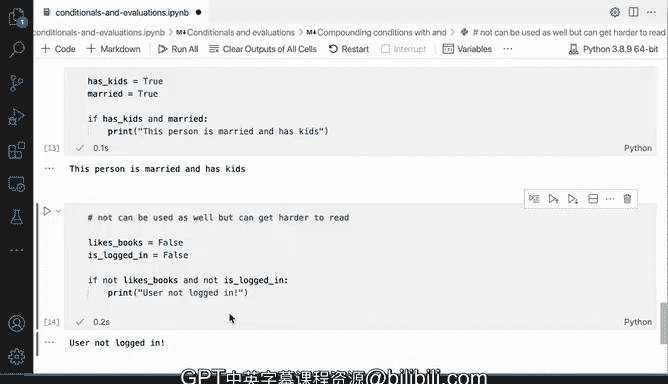 conditionals-and-evaluations.ipynb
conditionals-and-evaluations.ipynb > Conditionals and evaluations > Compounding conditions with and > # not can be used as well but can get harder to read
+ Code + Markdown Run All Clear Outputs of All Cells Restart Interrupt Variables ... Python 3.8.9 64-bit
has_kids = True
married = True
if has_kids and married:
print("This person is married and has kids")
[13] 0.1s Python
... This person is married and has kids
# not can be used as well but can get harder to read
likes_books = False
is_logged_in = False
if not likes_books and not is_logged_in:
print("User not logged in!")
[14] 0.2s Python
... User not logged in!
GPT中英字幕课程资源@bilibili.com